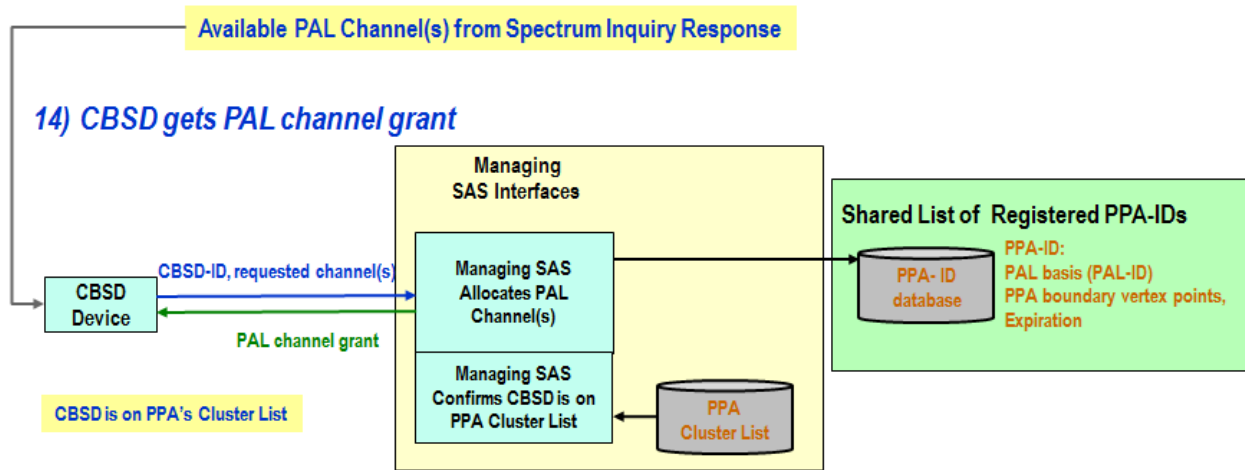 Available PAL Channel(s) from Spectrum Inquiry Response
14) CBSD gets PAL channel grant
Managing
SAS Interfaces
Shared List of Registered PPA-IDs
PPA-ID:
PAL basis (PAL-ID)
PPA boundary vertex points,
Expiration
PPA- ID
database
CBSD-ID, requested channel(s)
Managing SAS
Allocates PAL
Channel(s)
CBSD
Device
PAL channel grant
Managing SAS
Confirms CBSD is on
PPA Cluster List
PPA
Cluster List
CBSD is on PPA's Cluster List